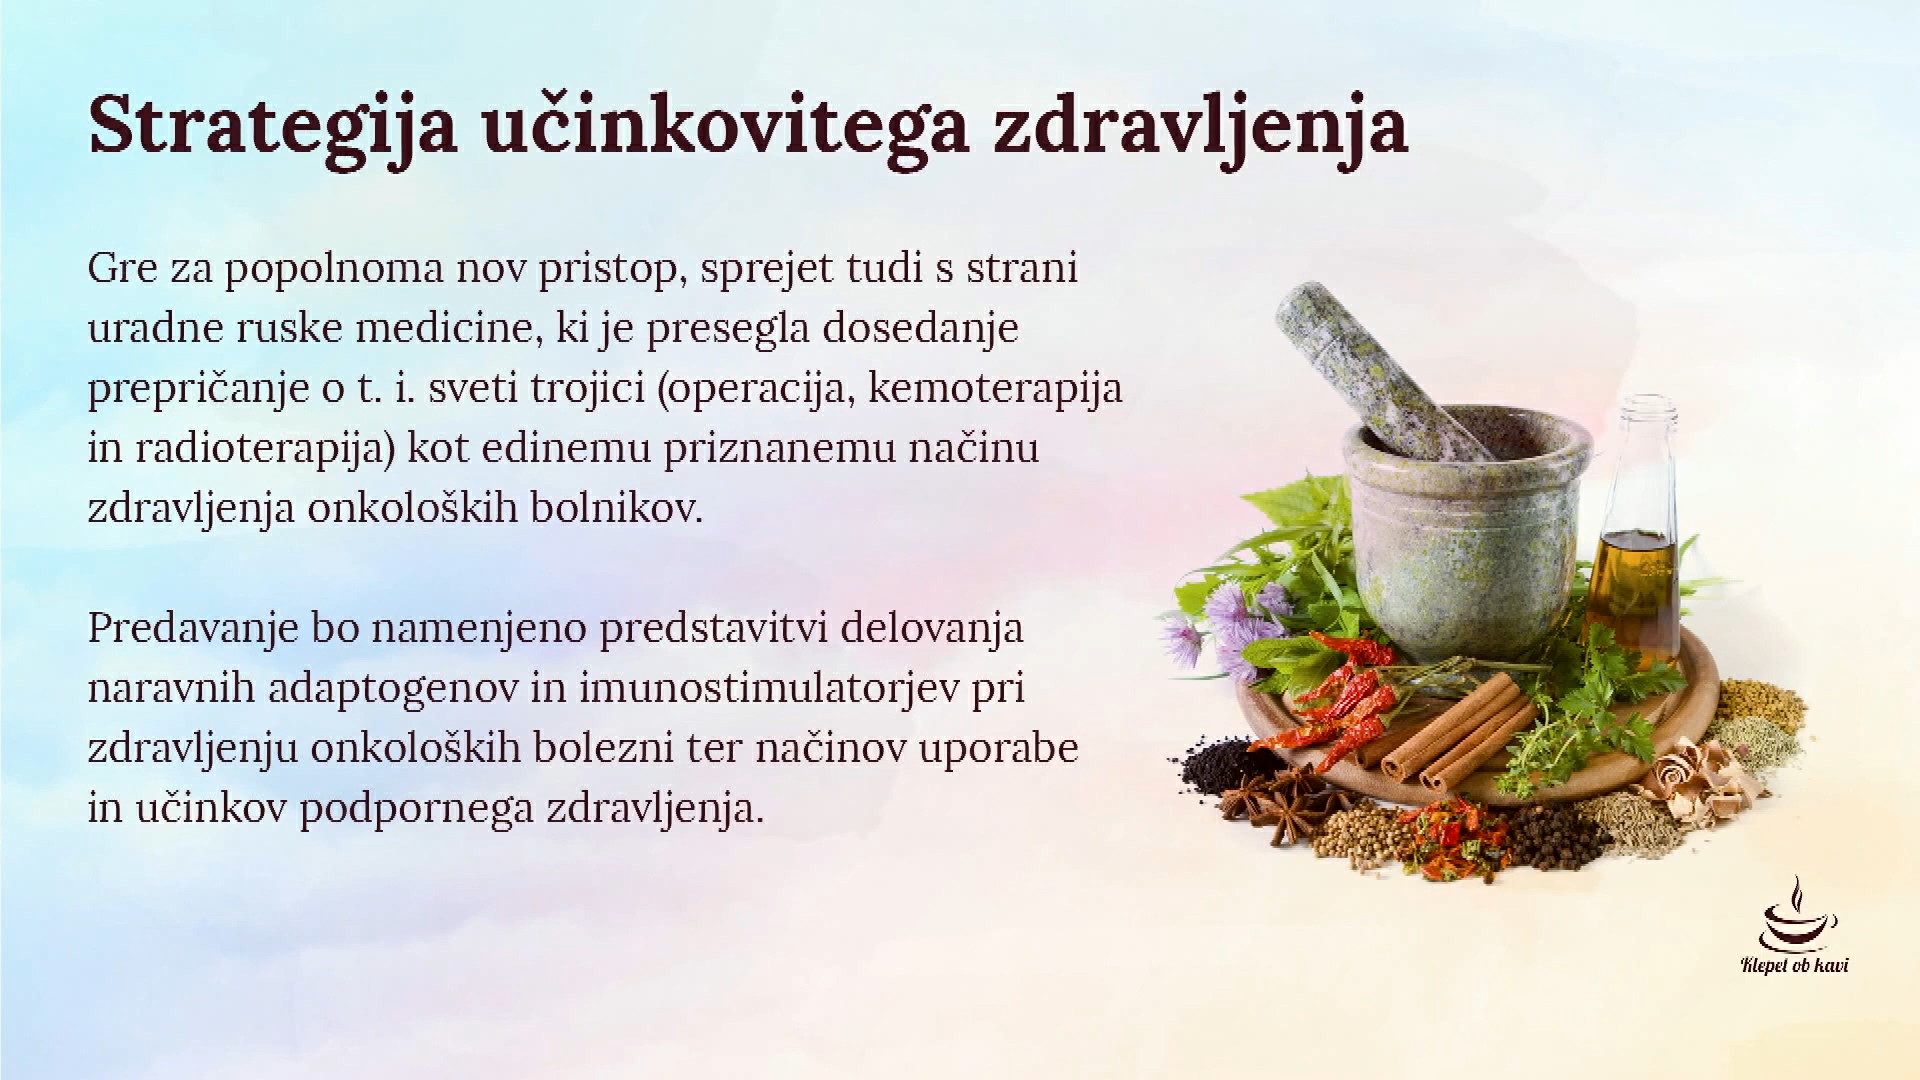 Strategija učinkovitega zdravljenja
Gre za popolnoma nov pristop, sprejet tudi s strani
uradne ruske medicine, ki je presegla dosedanje
prepričanje o t. i. sveti trojici (operacija, kemoterapija
in radioterapija) kot edinemu priznanemu načinu
zdravljenja onkoloških bolnikov.
Predavanje bo namenjeno predstavitvi delovanja
naravnih adaptogenov in imunostimulatorjev pri
zdravljenju onkoloških bolezni ter načinov uporabe
in učinkov podpornega zdravljenja.
Klepet ob kavi